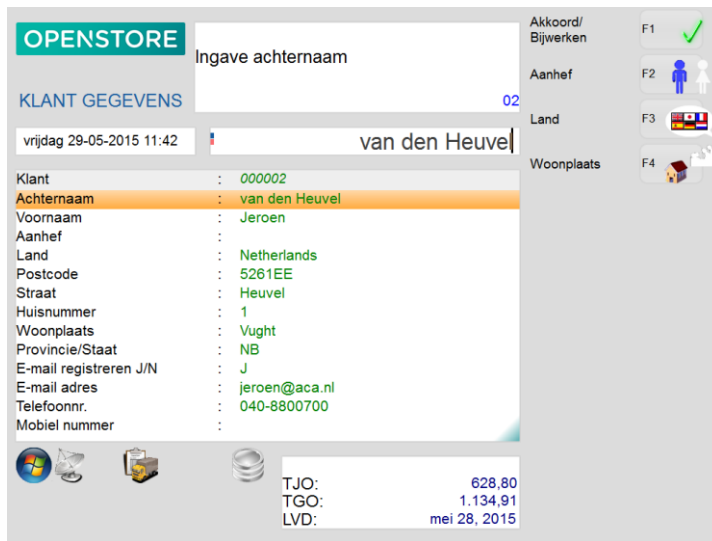 OPENSTORE
Ingave achternaam
KLANT GEGEVENS
02
vrijdag 29-05-2015 11:42
van den Heuvel
Klant : 000002
Achternaam : van den Heuvel
Voornaam : Jeroen
Aanhef :
Land : Netherlands
Postcode : 5261EE
Straat : Heuvel
Huisnummer : 1
Woonplaats : Vught
Provincie/Staat : NB
E-mail registreren J/N : J
E-mail adres : jeroen@aca.nl
Telefoonnr. : 040-8800700
Mobiel nummer :
TJO: 628,80
TGO: 1.134,91
LVD: mei 28, 2015
Akkoord/
Bijwerken F1
Aanhef F2
Land F3
Woonplaats F4